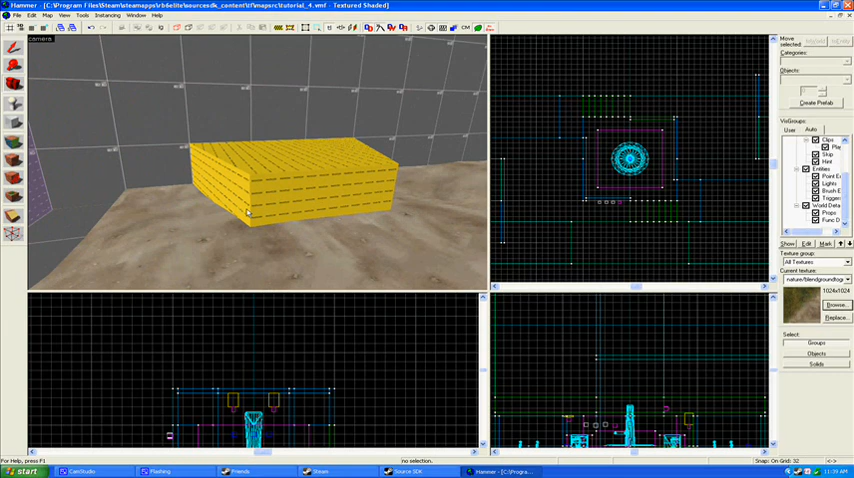 Hammer - [C:\Program Files\Steam\steamapps\rb6elite\sourcesdk_content\tf\mapsrc\tutorial_4.vmf - Textured Shaded]
File Edit Map View Tools Instancing Window Help
camera
Move
selected:
Categories:
Objects:
Create Prefab
VisGroups:
User Auto
Clips
Skip
Hint
Entities
Point E
Lights
Brush E
Triggers
World Deta
Props
Func D
Show Edit Mark
Texture group:
All Textures
Current texture:
nature/blendgroundtog
1024x1024
Browse...
Replace...
Select:
Groups
Objects
Solids
For Help, press F1
no selection.
Snap: On Grid: 32
start
CamStudio
Flashing
Friends
Steam
Source SDK
Hammer - [C:\Progra...
11:39 AM